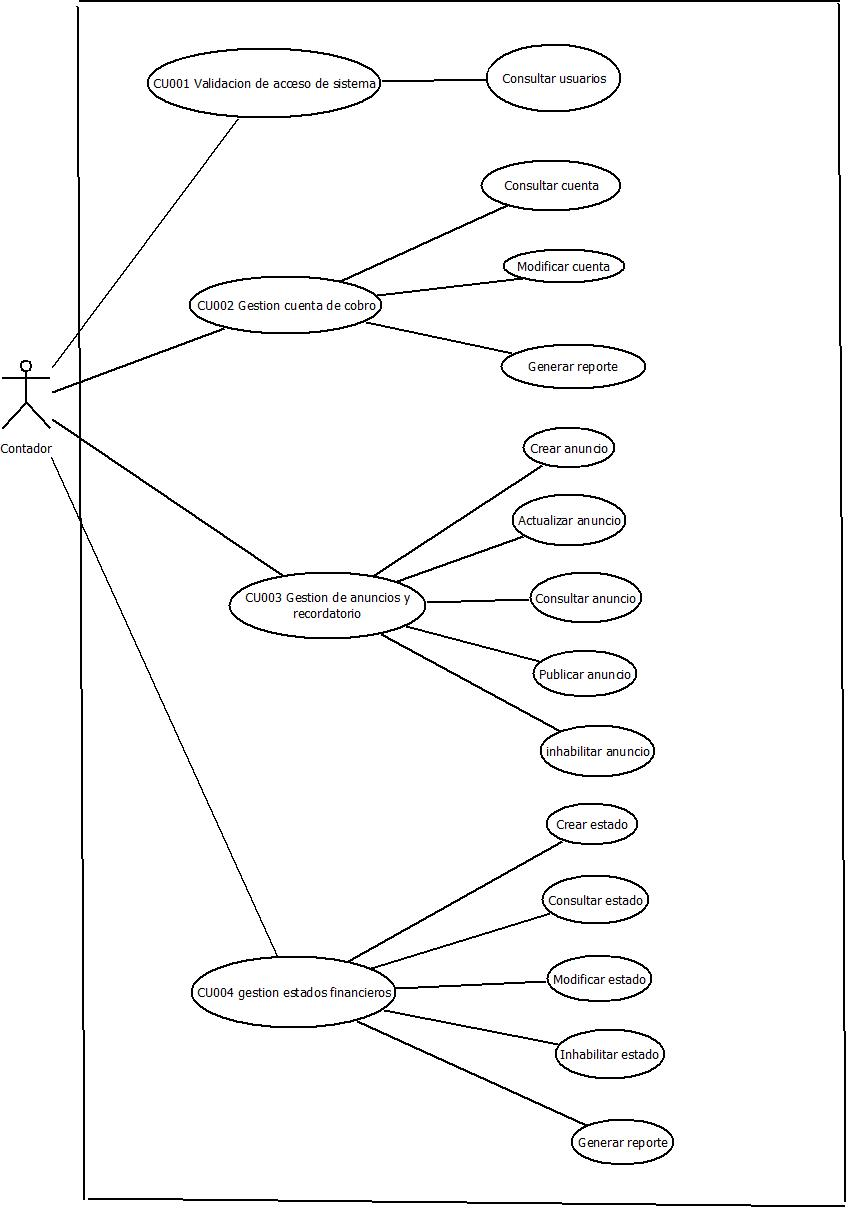 CU001 Validacion de acceso de sistema
Consultar usuarios
Consultar cuenta
Modificar cuenta
CU002 Gestion cuenta de cobro
Generar reporte
Contador
Crear anuncio
Actualizar anuncio
CU003 Gestion de anuncios y
recordatorio
Consultar anuncio
Publicar anuncio
inhabilitar anuncio
Crear estado
Consultar estado
Modificar estado
CU004 gestion estados financieros
Inhabilitar estado
Generar reporte